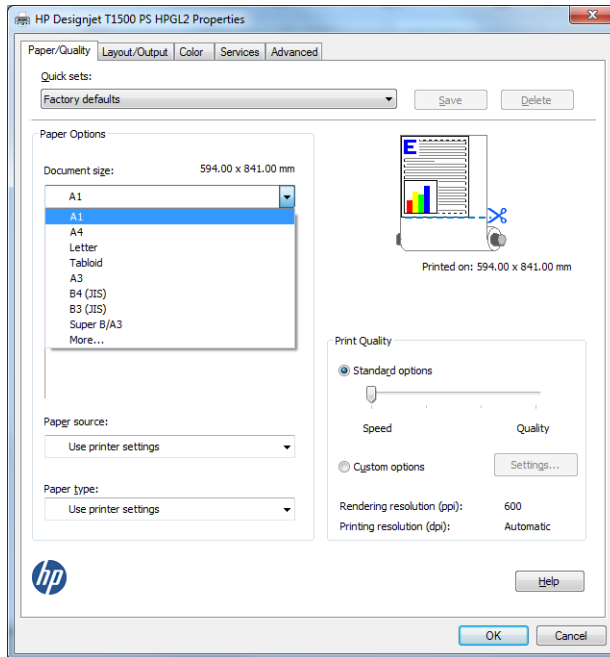 HP Designjet T1500 PS HPGL2 Properties
Paper/Quality Layout/Output Color Services Advanced
Quick sets:
Factory defaults
Save Delete
Paper Options
Document size: 594.00 x 841.00 mm
A1
A1
A4
Letter
Tabloid
A3
B4 (JIS)
B3 (JIS)
Super B/A3
More...
Paper source:
Use printer settings
Paper type:
Use printer settings
E
Printed on: 594.00 x 841.00 mm
Print Quality
Standard options
Speed Quality
Custom options Settings...
Rendering resolution (ppi): 600
Printing resolution (dpi): Automatic
hp
Help
OK Cancel